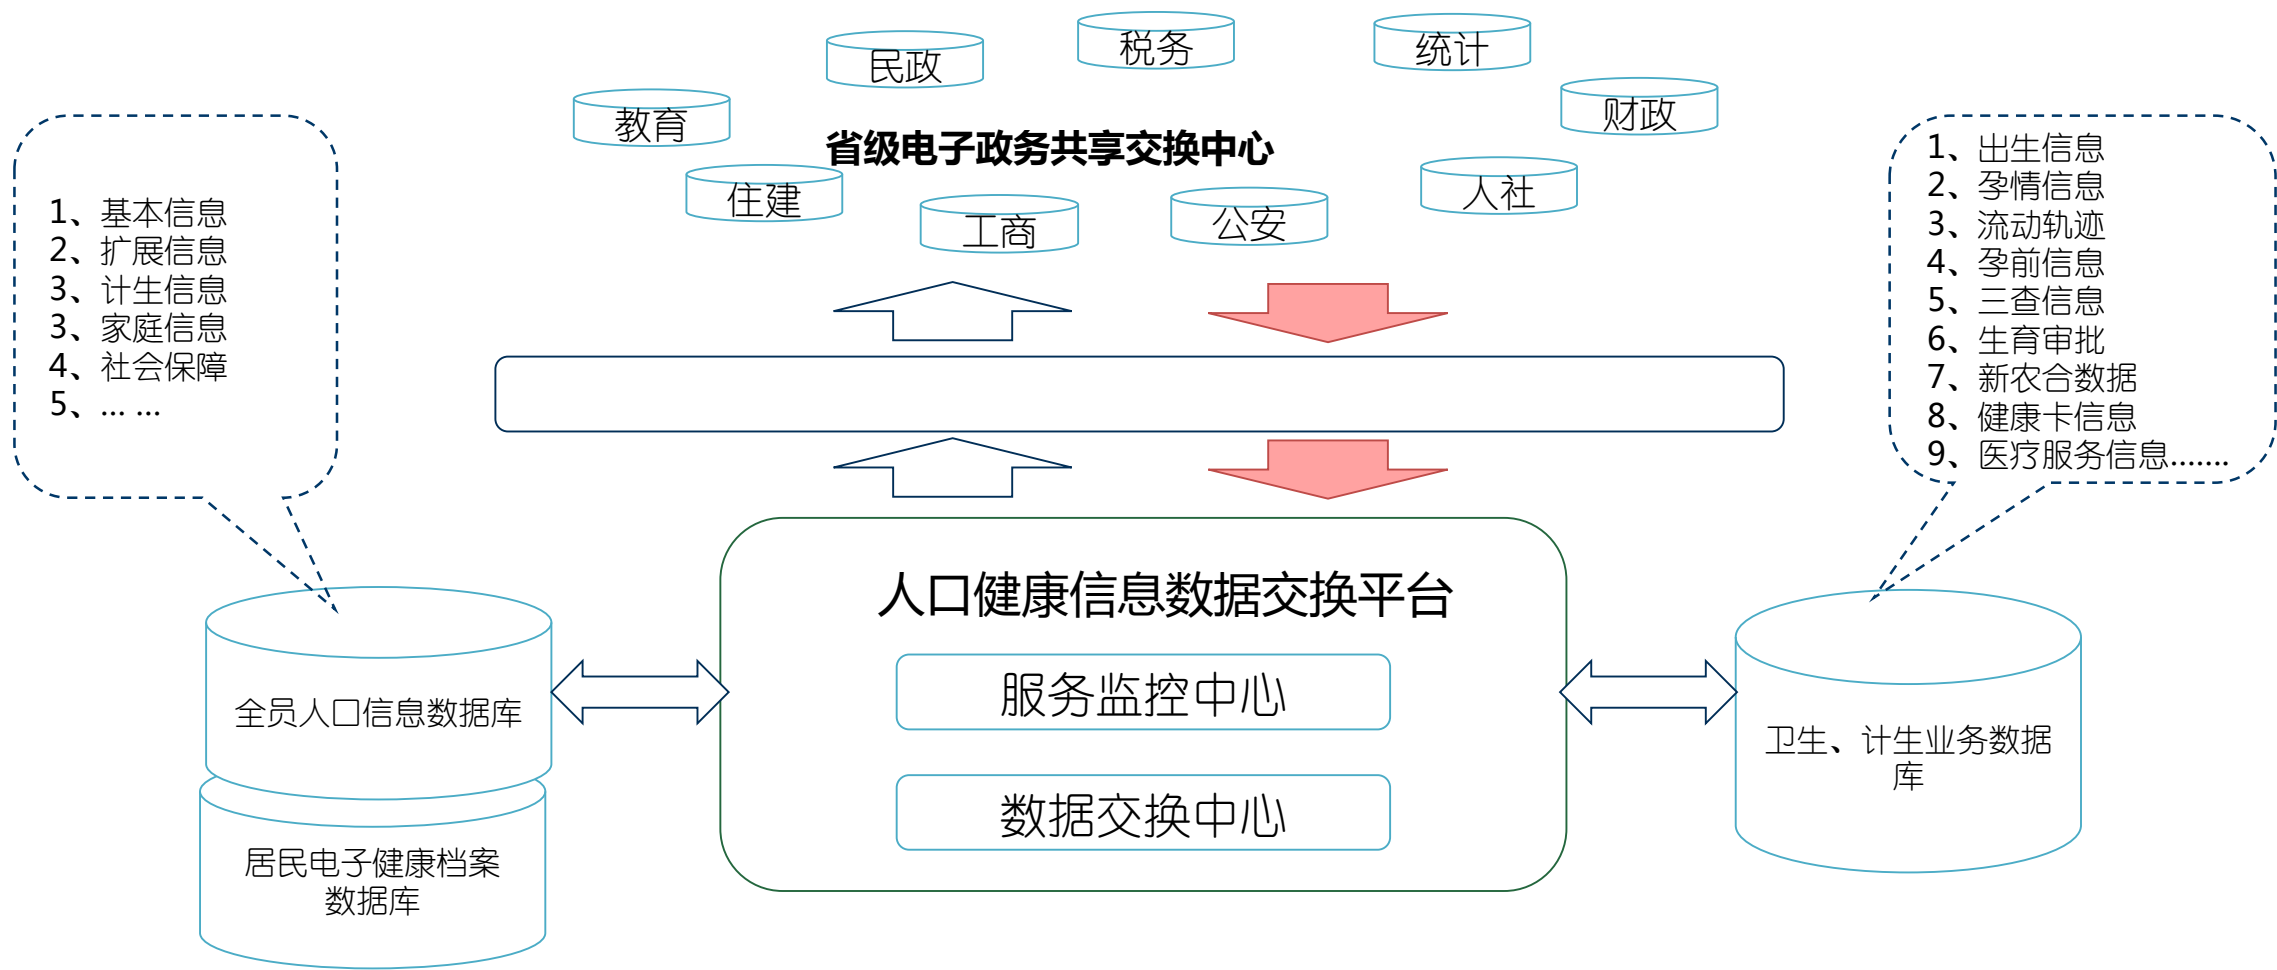 税务
统计
民政
财政
教育
省级电子政务共享交换中心
住建
人社
工商
公安
1、基本信息
2、扩展信息
3、计生信息
3、家庭信息
4、社会保障
5、... ...
1、出生信息
2、孕情信息
3、流动轨迹
4、孕前信息
5、三查信息
6、生育审批
7、新农合数据
8、健康卡信息
9、医疗服务信息.......
人口健康信息数据交换平台
服务监控中心
数据交换中心
全员人口信息数据库
居民电子健康档案
数据库
卫生、计生业务数据
库